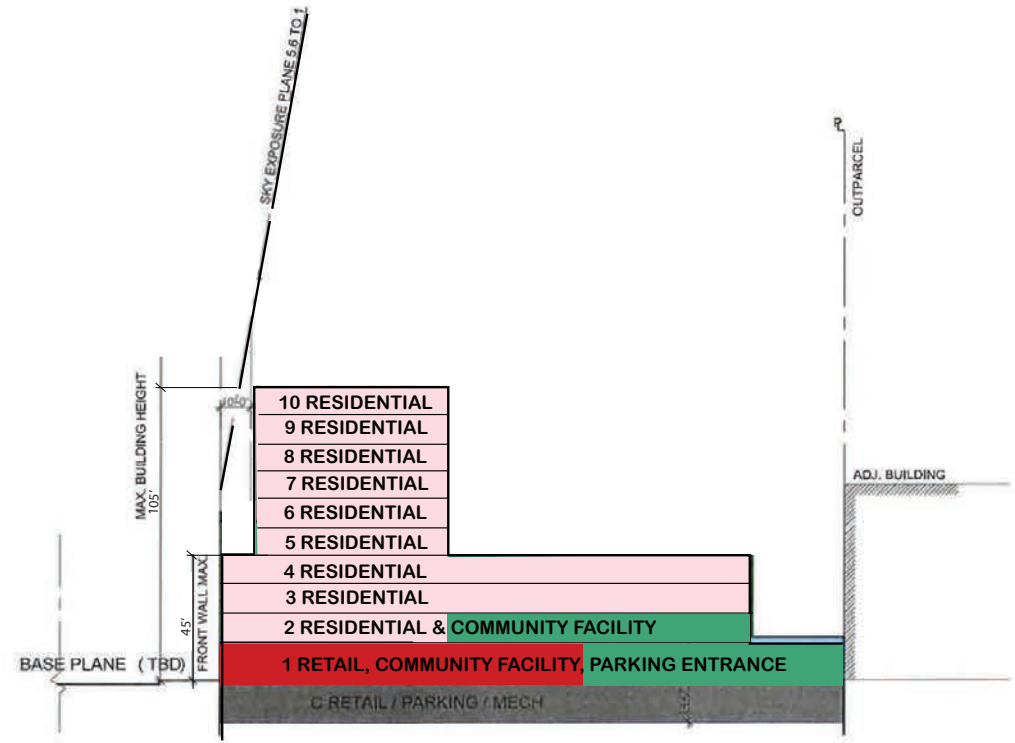 SKY EXPOSURE PLANE 5.6 TO 1
PL
OUTPARCEL
MAX. BUILDING HEIGHT
105'
10 RESIDENTIAL
9 RESIDENTIAL
8 RESIDENTIAL
7 RESIDENTIAL
6 RESIDENTIAL
5 RESIDENTIAL
4 RESIDENTIAL
3 RESIDENTIAL
2 RESIDENTIAL & COMMUNITY FACILITY
1 RETAIL, COMMUNITY FACILITY, PARKING ENTRANCE
C RETAIL / PARKING / MECH
ADJ. BUILDING
FRONT WALL MAX.
45'
BASE PLANE ( TBD)